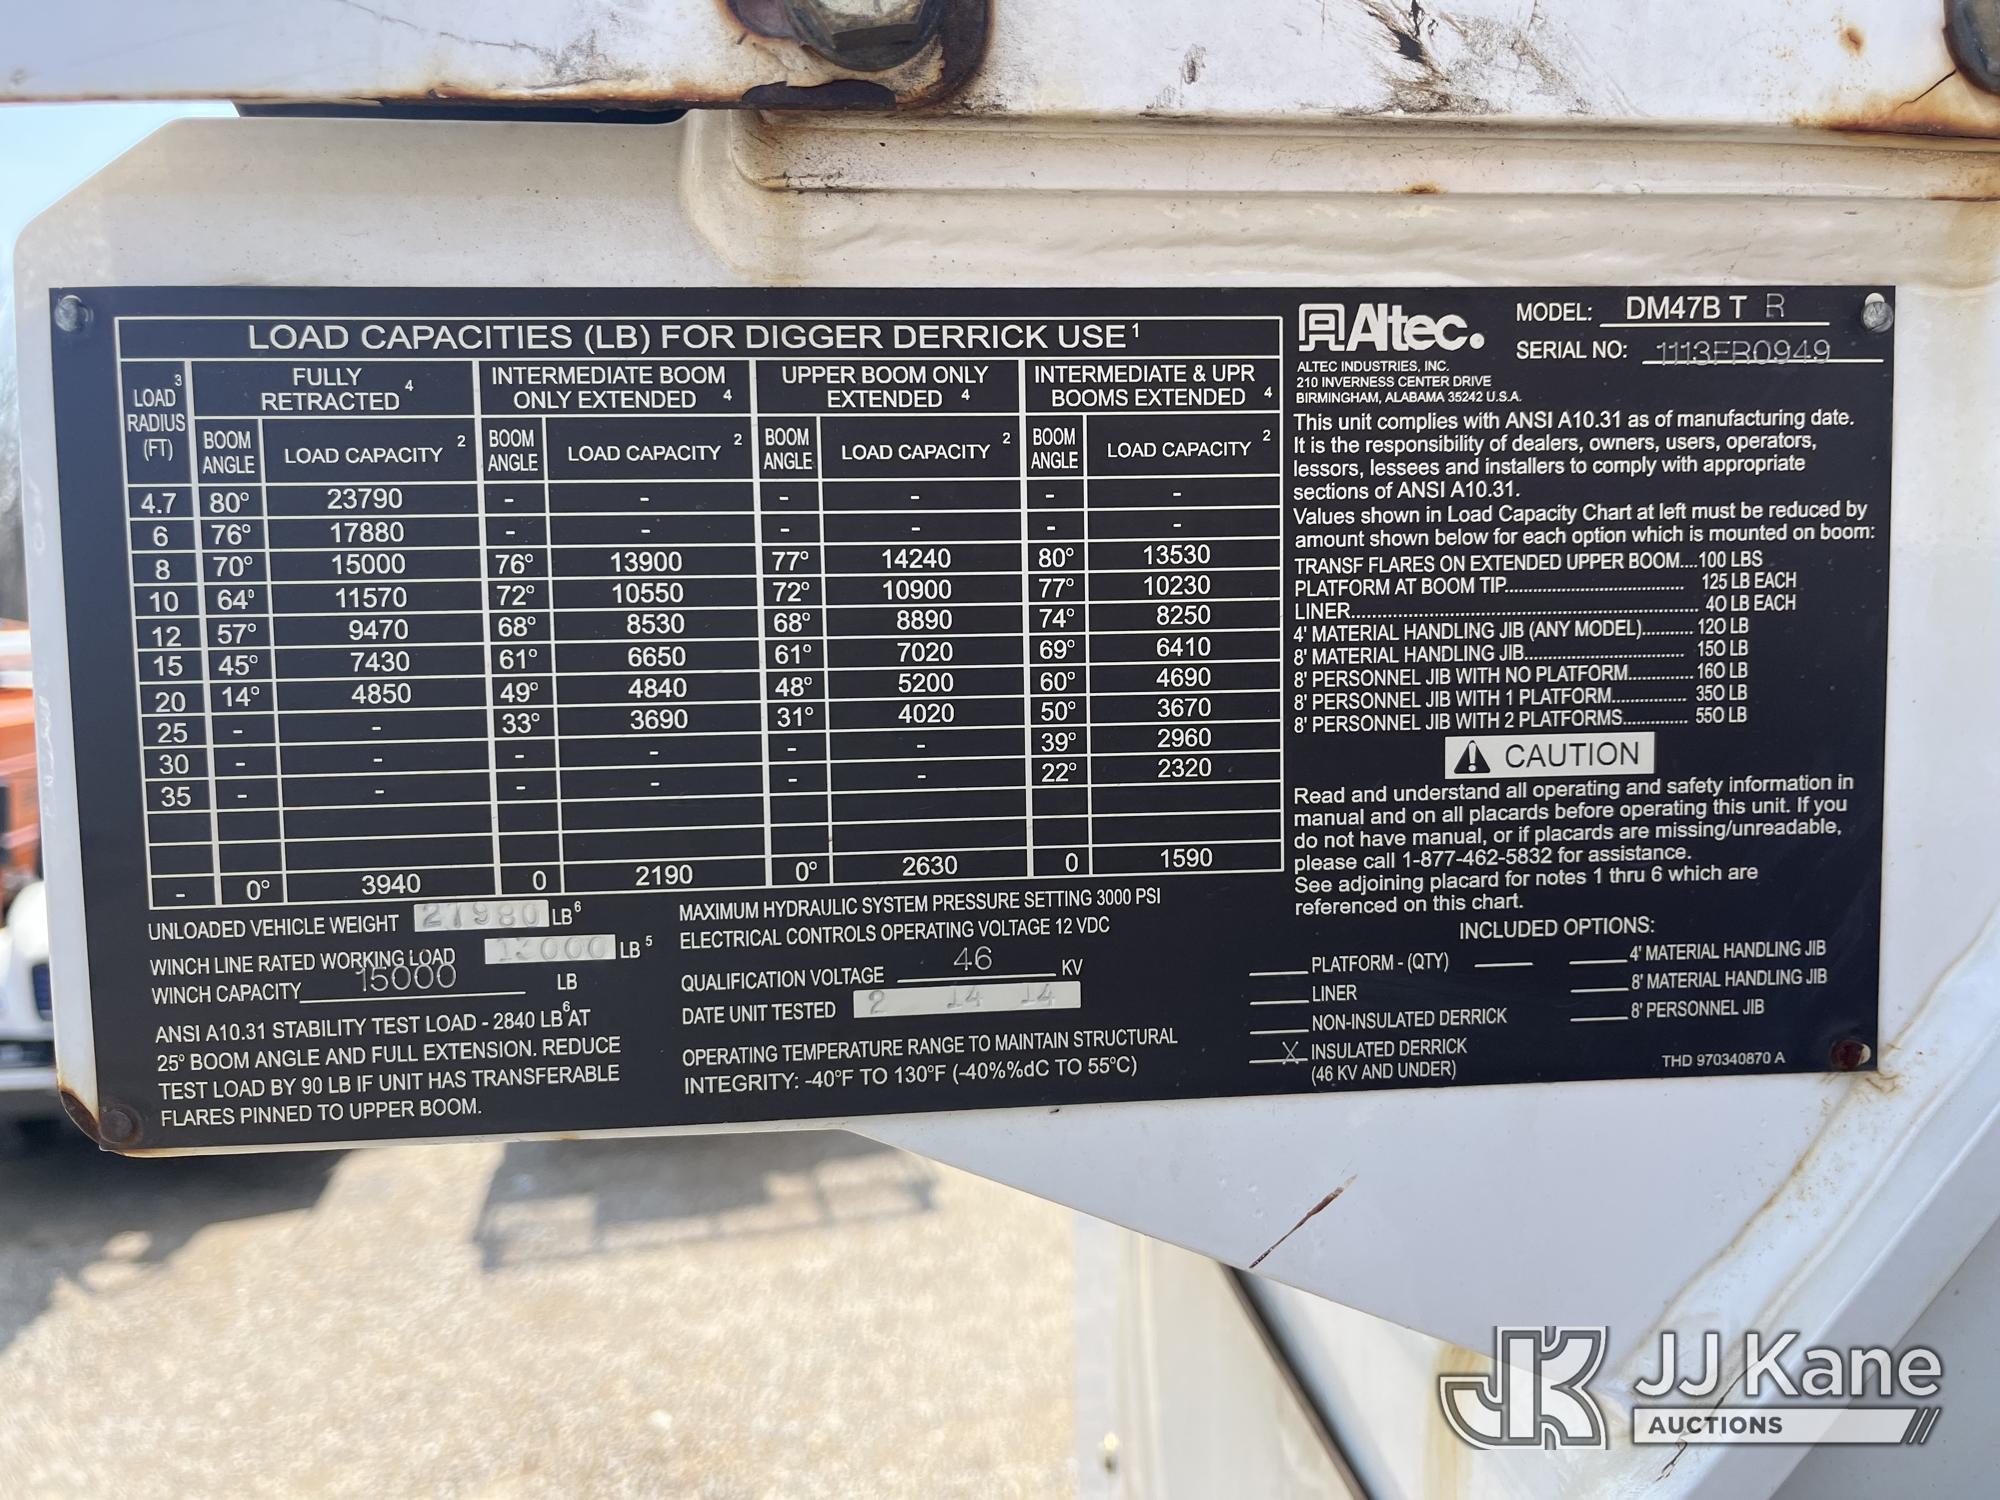 LOAD CAPACITIES (LB) FOR DIGGER DERRICK USE 1
LOAD 3 RADIUS (FT)
FULLY RETRACTED 4
INTERMEDIATE BOOM ONLY EXTENDED 4
UPPER BOOM ONLY EXTENDED 4
INTERMEDIATE & UPR BOOMS EXTENDED 4
BOOM ANGLE LOAD CAPACITY 2 BOOM ANGLE LOAD CAPACITY 2 BOOM ANGLE LOAD CAPACITY 2 BOOM ANGLE LOAD CAPACITY 2
4.7 80° 23790 - - - - - -
6 76° 17880 - - - - - -
8 70° 15000 76° 13900 77° 14240 80° 13530
10 64° 11570 72° 10550 72° 10900 77° 10230
12 57° 9470 68° 8530 68° 8890 74° 8250
15 45° 7430 61° 6650 61° 7020 69° 6410
20 14° 4850 49° 4840 48° 5200 60° 4690
25 - - 33° 3690 31° 4020 50° 3670
30 - - - - - - 39° 2960
35 - - - - - - 22° 2320
- 0° 3940 0 2190 0° 2630 0 1590
UNLOADED VEHICLE WEIGHT 27980 LB 6
WINCH LINE RATED WORKING LOAD LB 5
WINCH CAPACITY 15000 LB
ANSI A10.31 STABILITY TEST LOAD - 2840 LB 6 AT
25° BOOM ANGLE AND FULL EXTENSION. REDUCE
TEST LOAD BY 90 LB IF UNIT HAS TRANSFERABLE
FLARES PINNED TO UPPER BOOM.
MAXIMUM HYDRAULIC SYSTEM PRESSURE SETTING 3000 PSI
ELECTRICAL CONTROLS OPERATING VOLTAGE 12 VDC
QUALIFICATION VOLTAGE 46 KV
DATE UNIT TESTED 2 14 14
OPERATING TEMPERATURE RANGE TO MAINTAIN STRUCTURAL
INTEGRITY: -40°F TO 130°F (-40%%dC TO 55°C)
Altec.
ALTEC INDUSTRIES, INC.
210 INVERNESS CENTER DRIVE
BIRMINGHAM, ALABAMA 35242 U.S.A.
MODEL: DM47B T R
SERIAL NO: 1113FR0949
This unit complies with ANSI A10.31 as of manufacturing date.
It is the responsibility of dealers, owners, users, operators,
lessors, lessees and installers to comply with appropriate
sections of ANSI A10.31.
Values shown in Load Capacity Chart at left must be reduced by
amount shown below for each option which is mounted on boom:
TRANSF FLARES ON EXTENDED UPPER BOOM....100 LBS
PLATFORM AT BOOM TIP.......... 125 LB EACH
LINER.......... 40 LB EACH
4' MATERIAL HANDLING JIB (ANY MODEL).......... 120 LB
8' MATERIAL HANDLING JIB.......... 150 LB
8' PERSONNEL JIB WITH NO PLATFORM.......... 160 LB
8' PERSONNEL JIB WITH 1 PLATFORM.......... 350 LB
8' PERSONNEL JIB WITH 2 PLATFORMS.......... 550 LB
CAUTION
Read and understand all operating and safety information in
manual and on all placards before operating this unit. If you
do not have manual, or if placards are missing/unreadable,
please call 1-877-462-5832 for assistance.
See adjoining placard for notes 1 thru 6 which are
referenced on this chart.
INCLUDED OPTIONS:
PLATFORM - (QTY)
LINER
NON-INSULATED DERRICK
X INSULATED DERRICK
(46 KV AND UNDER)
4' MATERIAL HANDLING JIB
8' MATERIAL HANDLING JIB
8' PERSONNEL JIB
THD 970340870 A
JK JJ Kane
AUCTIONS